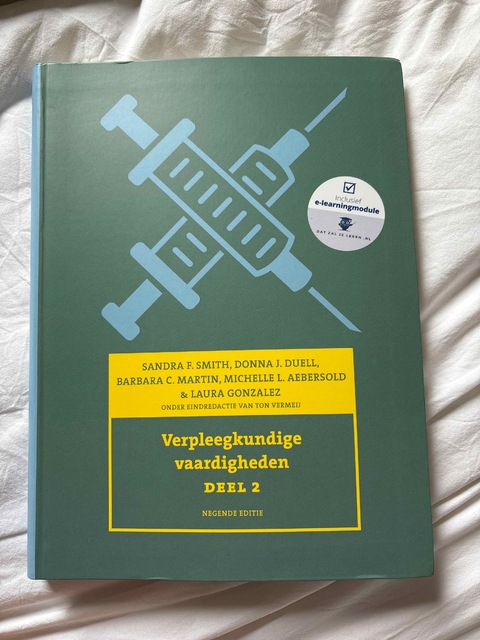 Inclusief
e-learningmodule
DAT ZAL ZE LEREN .NL
SANDRA F. SMITH, DONNA J. DUELL,
BARBARA C. MARTIN, MICHELLE L. AEBERSOLD
& LAURA GONZALEZ
ONDER EINDREDACTIE VAN TON VERMEIJ
Verpleegkundige
vaardigheden
DEEL 2
NEGENDE EDITIE